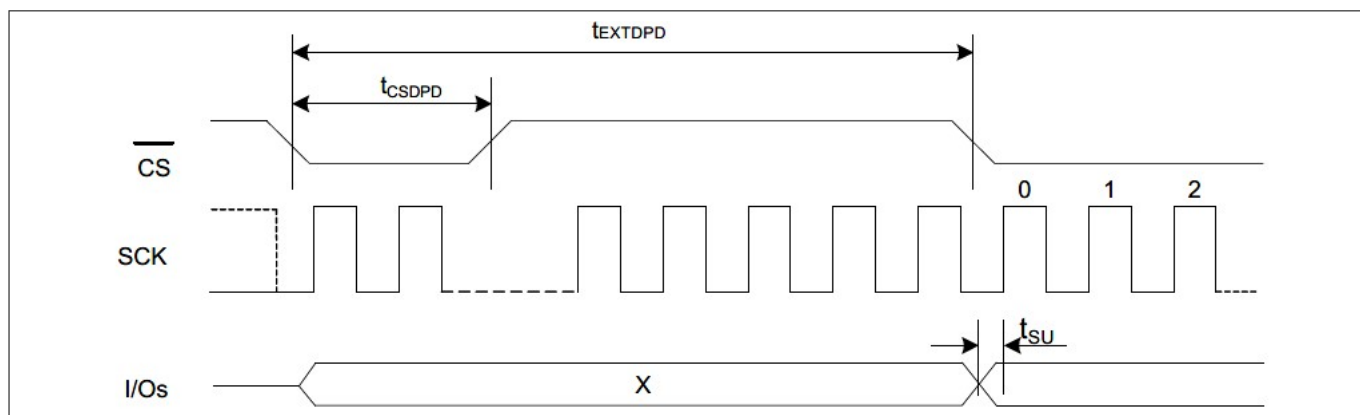 tEXTDPD
tCSDPD
CS
0 1 2
SCK
tSU
X
I/Os